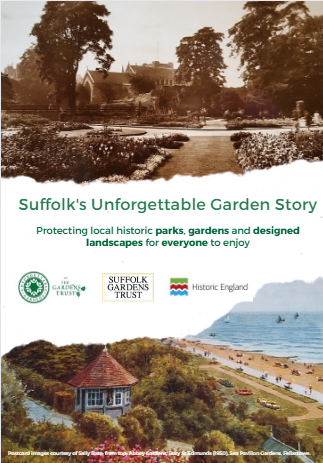 Suffolk's Unforgettable Garden Story
Protecting local historic parks, gardens and designed
landscapes for everyone to enjoy
THE
GARDENS
TRUST
SUFFOLK
GARDENS
TRUST
Historic England
Postcard images courtesy of Sally Bate, from top: Abbey Gardens, Bury St Edmunds (1950), Sea Pavilion Gardens, Felixstowe.